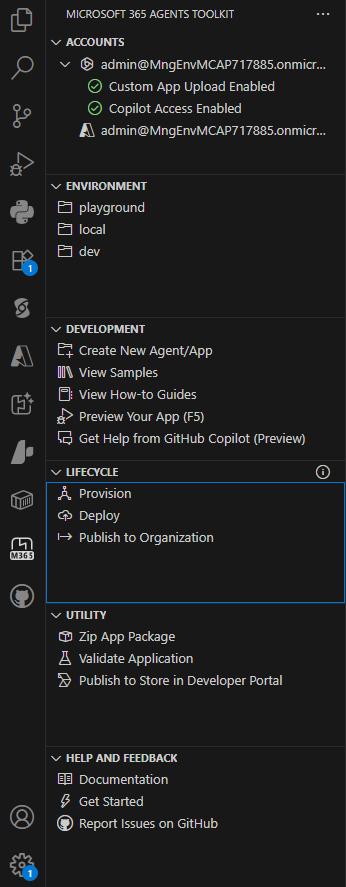 MICROSOFT 365 AGENTS TOOLKIT
ACCOUNTS
admin@MngEnvMCAP717885.onmicr...
Custom App Upload Enabled
Copilot Access Enabled
admin@MngEnvMCAP717885.onmicr...
ENVIRONMENT
playground
local
dev
1
DEVELOPMENT
Create New Agent/App
View Samples
View How-to Guides
Preview Your App (F5)
Get Help from GitHub Copilot (Preview)
LIFECYCLE
Provision
Deploy
Publish to Organization
M365
UTILITY
Zip App Package
Validate Application
Publish to Store in Developer Portal
HELP AND FEEDBACK
Documentation
Get Started
Report Issues on GitHub
1